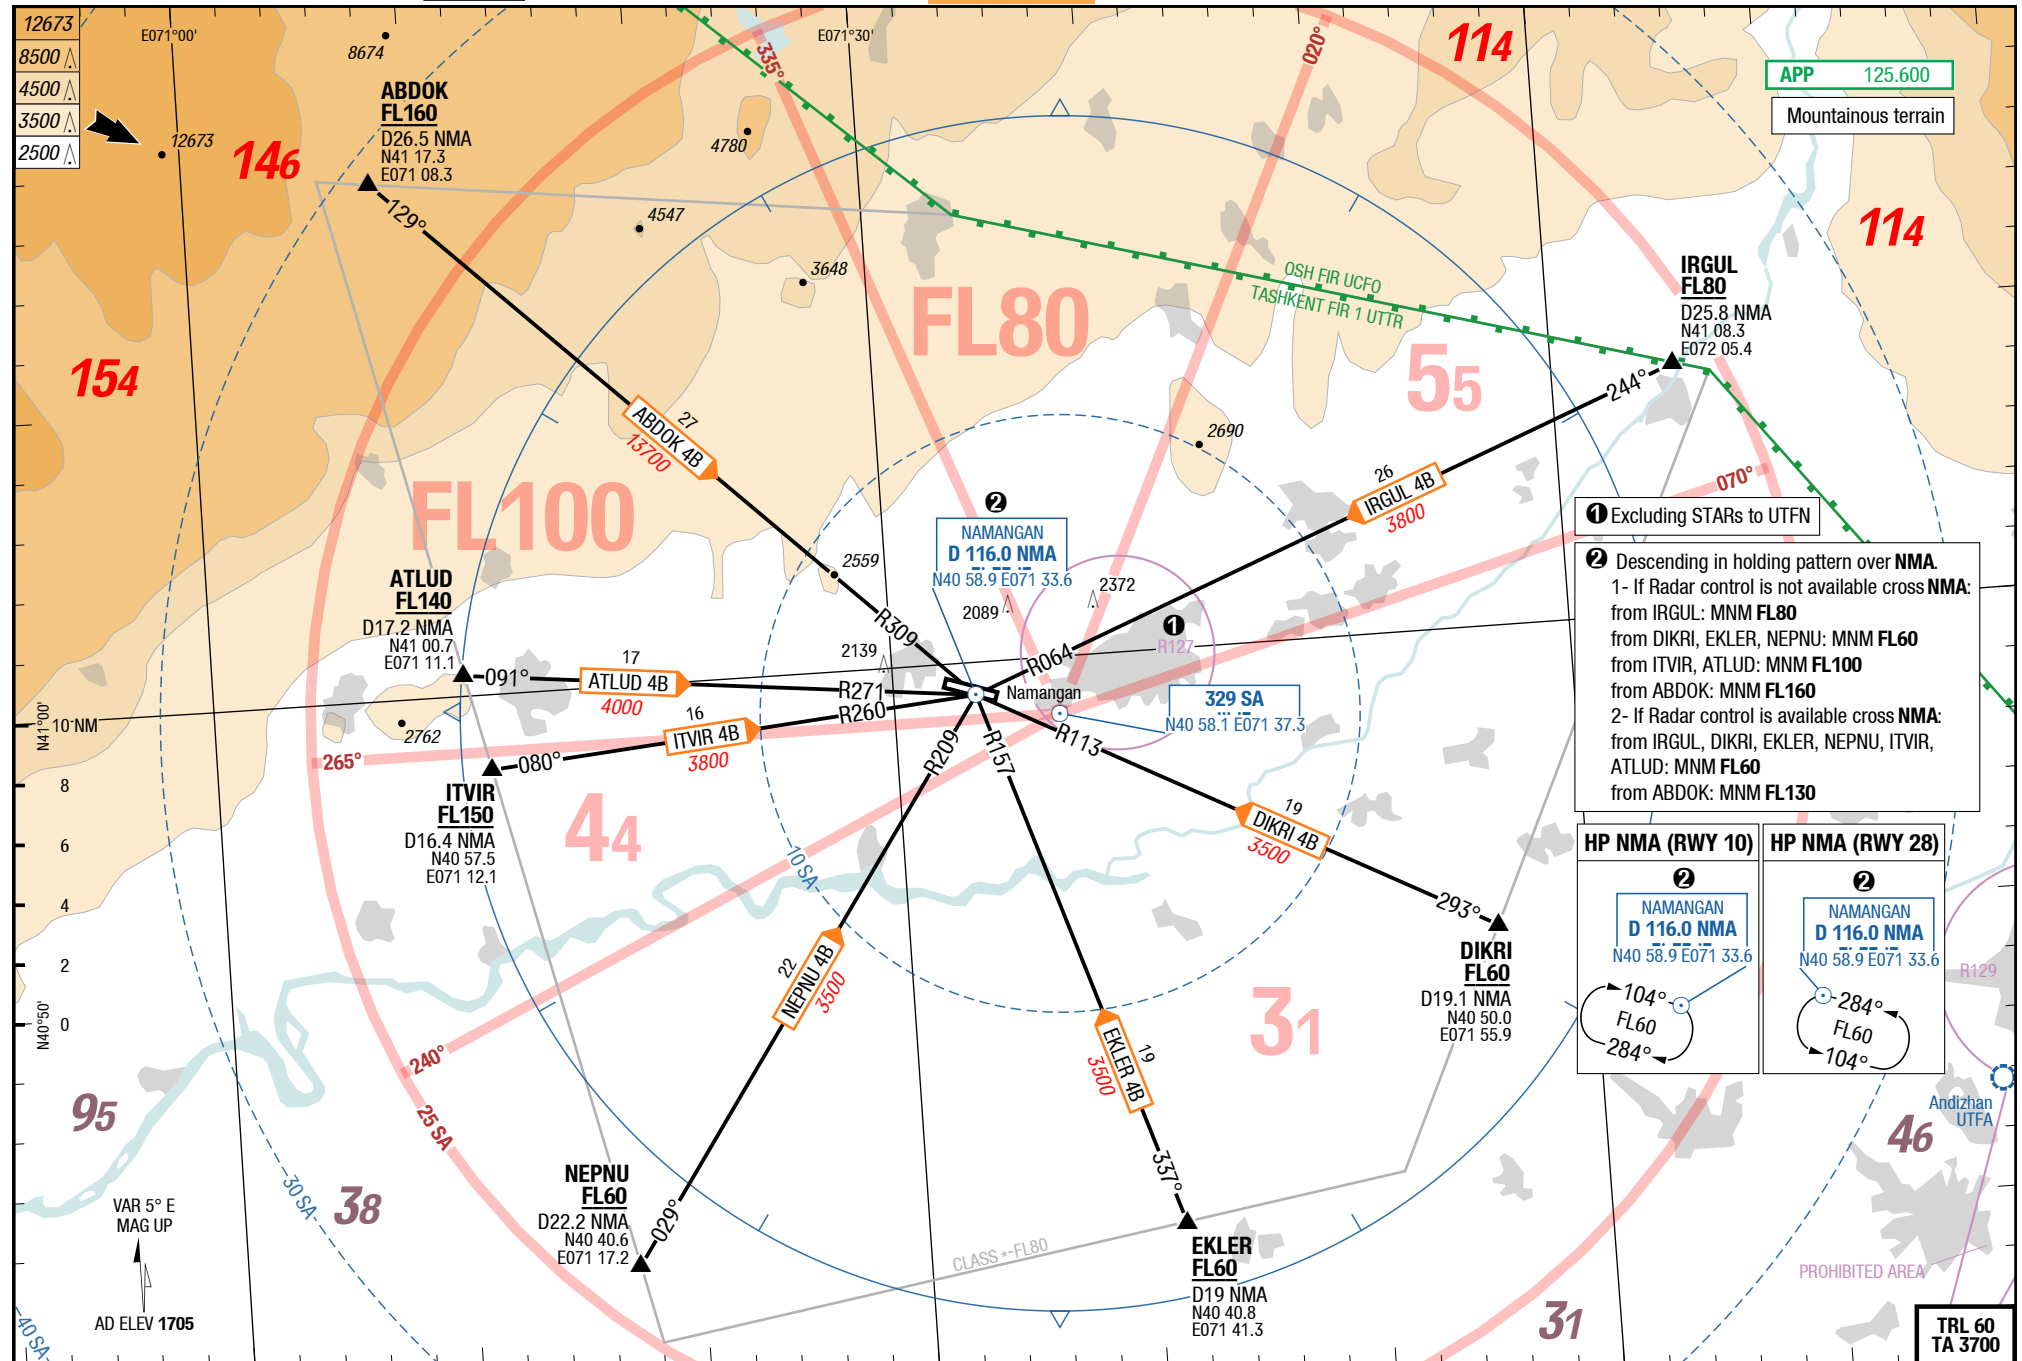 12673
8500
4500
3500
2500
E071°00'
E071°30'
8674
12673
4780
4547
3648
2690
2559
2139
2089
2372
2762
146
154
114
114
55
44
31
95
38
46
31
FL80
FL100
335°
020°
070°
265°
240°
25 SA
10 SA
30 SA
40 SA
APP 125.600
Mountainous terrain
ABDOK
FL160
D26.5 NMA
N41 17.3
E071 08.3
129°
27
ABDOK 4B
13700
R309
OSH FIR UCFO
TASHKENT FIR 1 UTTR
IRGUL
FL80
D25.8 NMA
N41 08.3
E072 05.4
244°
26
IRGUL 4B
3800
R064
ATLUD
FL140
D17.2 NMA
N41 00.7
E071 11.1
091°
17
ATLUD 4B
4000
R271
ITVIR
FL150
D16.4 NMA
N40 57.5
E071 12.1
080°
16
ITVIR 4B
3800
R260
❷
NAMANGAN
D 116.0 NMA
N40 58.9 E071 33.6
Namangan
❶
R127
329 SA
N40 58.1 E071 37.3
R113
19
DIKRI 4B
3500
293°
DIKRI
FL60
D19.1 NMA
N40 50.0
E071 55.9
R157
19
EKLER 4B
3500
337°
EKLER
FL60
D19 NMA
N40 40.8
E071 41.3
R209
22
NEPNU 4B
3500
029°
NEPNU
FL60
D22.2 NMA
N40 40.6
E071 17.2
CLASS *-FL80
❶ Excluding STARs to UTFN
❷ Descending in holding pattern over NMA.
1- If Radar control is not available cross NMA:
from IRGUL: MNM FL80
from DIKRI, EKLER, NEPNU: MNM FL60
from ITVIR, ATLUD: MNM FL100
from ABDOK: MNM FL160
2- If Radar control is available cross NMA:
from IRGUL, DIKRI, EKLER, NEPNU, ITVIR,
ATLUD: MNM FL60
from ABDOK: MNM FL130
HP NMA (RWY 10)
❷
NAMANGAN
D 116.0 NMA
N40 58.9 E071 33.6
104°
FL60
284°
HP NMA (RWY 28)
❷
NAMANGAN
D 116.0 NMA
N40 58.9 E071 33.6
284°
FL60
104°
R129
Andizhan
UTFA
PROHIBITED AREA
N41°00'
10 NM
8
6
4
2
0
N40°50'
VAR 5° E
MAG UP
AD ELEV 1705
TRL 60
TA 3700